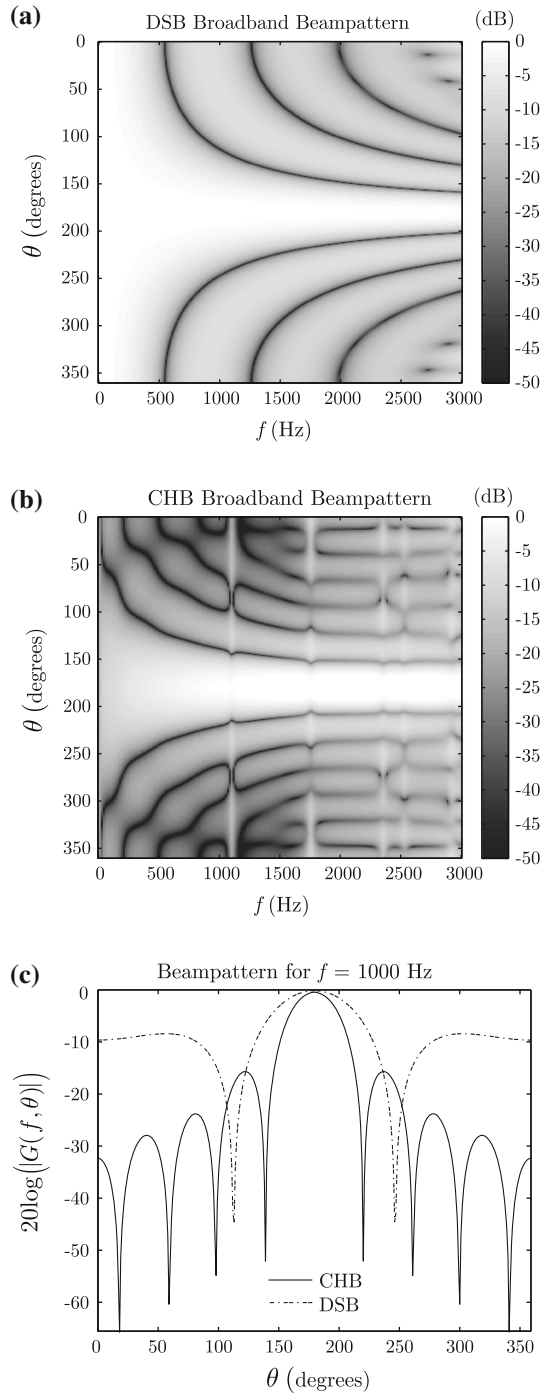 (a)
DSB Broadband Beampattern
(dB)
0
50
100
150
200
250
300
350
θ (degrees)
0 500 1000 1500 2000 2500 3000
f (Hz)
0
-5
-10
-15
-20
-25
-30
-35
-40
-45
-50
(b)
CHB Broadband Beampattern
(dB)
0
50
100
150
200
250
300
350
θ (degrees)
0 500 1000 1500 2000 2500 3000
f (Hz)
0
-5
-10
-15
-20
-25
-30
-35
-40
-45
-50
(c)
Beampattern for f = 1000 Hz
0
-10
-20
-30
-40
-50
-60
20log(|G(f, θ)|)
CHB
DSB
0 50 100 150 200 250 300 350
θ (degrees)